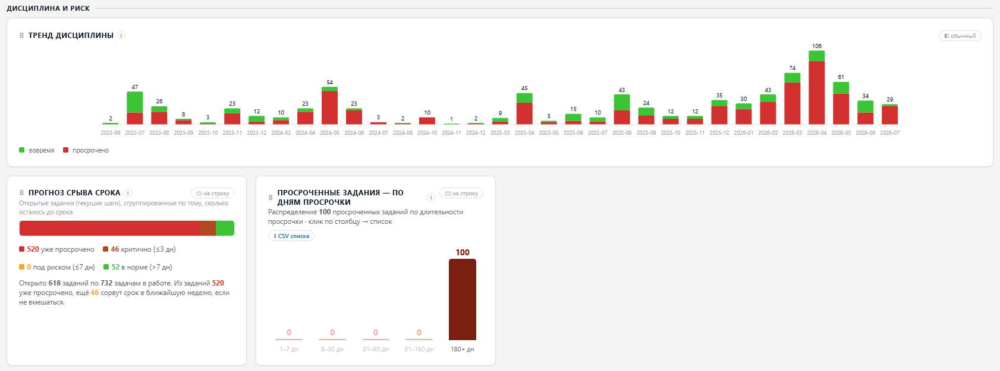 ДИСЦИПЛИНА И РИСК
ТРЕНД ДИСЦИПЛИНЫ i
обычный
2 47 26 8 3 23 12 10 23 54 23 3 2 10 1 2 9 45 5 15 10 43 24 12 12 35 30 43 74 106 61 34 29
2023-06 2023-07 2023-08 2023-09 2023-10 2023-11 2023-12 2024-03 2024-04 2024-05 2024-06 2024-07 2024-08 2024-10 2024-11 2024-12 2025-03 2025-04 2025-05 2025-06 2025-07 2025-08 2025-09 2025-10 2025-11 2025-12 2026-01 2026-02 2026-03 2026-04 2026-05 2026-06 2026-07
вовремя просрочено
ПРОГНОЗ СРЫВА СРОКА i
на строку
Открытые задания (текущие шаги), сгруппированные по тому, сколько
осталось до срока
520 уже просрочено 46 критично (≤3 дн)
0 под риском (≤7 дн) 52 в норме (>7 дн)
Открыто 618 заданий по 732 задачам в работе. Из заданий 520
уже просрочено, ещё 46 сорвут срок в ближайшую неделю, если
не вмешаться.
ПРОСРОЧЕННЫЕ ЗАДАНИЯ — ПО
ДНЯМ ПРОСРОЧКИ
i
на строку
Распределение 100 просроченных заданий по длительности
просрочки · клик по столбцу → список
⭳ CSV списка
0 0 0 0 100
1–7 дн 8–30 дн 31–90 дн 91–180 дн 180+ дн